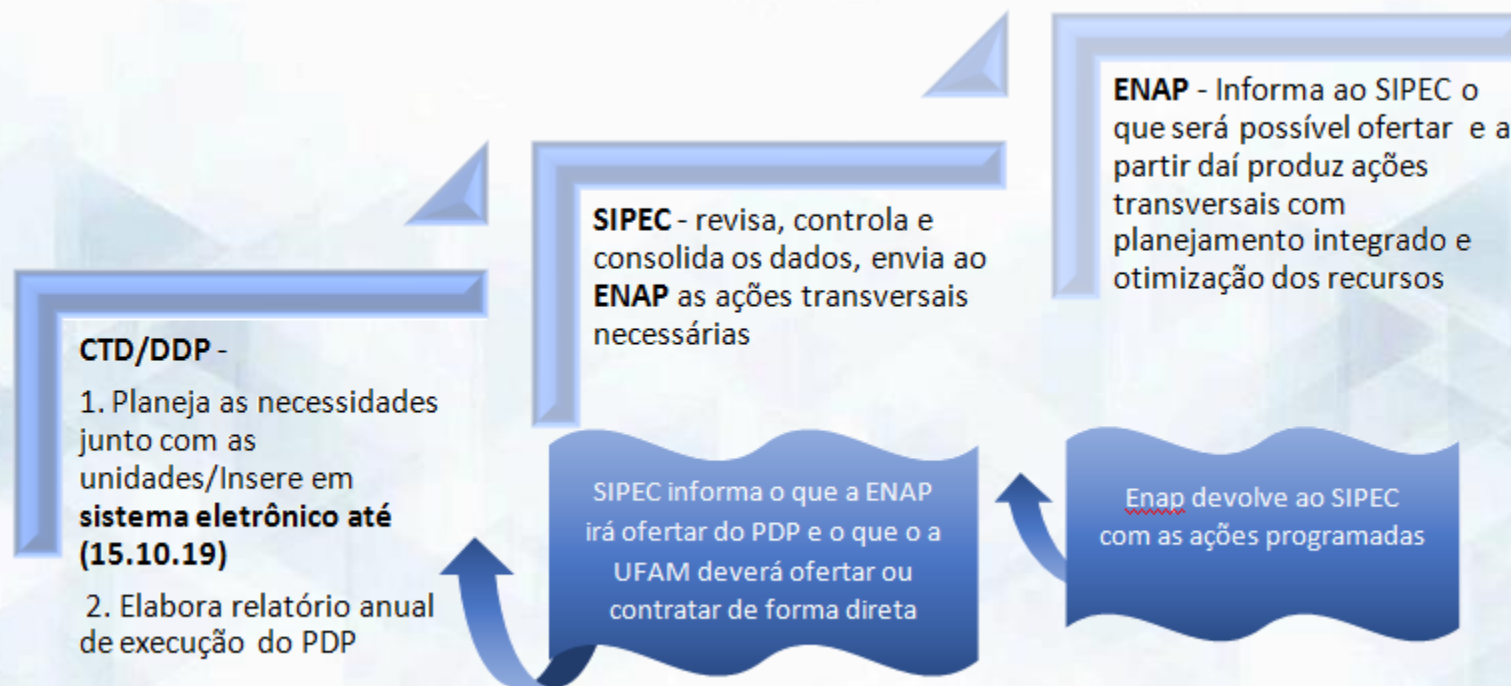 CTD/DDP -
1. Planeja as necessidades
junto com as
unidades/Insere em
sistema eletrônico até
(15.10.19)
2. Elabora relatório anual
de execução do PDP
SIPEC - revisa, controla e
consolida os dados, envia ao
ENAP as ações transversais
necessárias
SIPEC informa o que a ENAP
irá ofertar do PDP e o que o a
UFAM deverá ofertar ou
contratar de forma direta
ENAP - Informa ao SIPEC o
que será possível ofertar e a
partir daí produz ações
transversais com
planejamento integrado e
otimização dos recursos
Enap devolve ao SIPEC
com as ações programadas